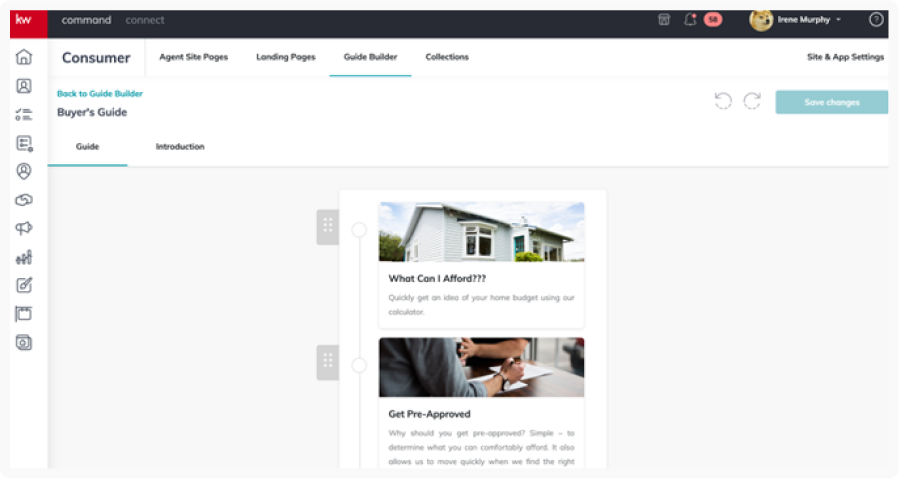 kw command connect 58 Irene Murphy ?
Consumer Agent Site Pages Landing Pages Guide Builder Collections Site & App Settings
Back to Guide Builder
Buyer's Guide
Save changes
Guide Introduction
What Can I Afford???
Quickly get an idea of your home budget using our
calculator.
Get Pre-Approved
Why should you get pre-approved? Simple – to
determine what you can comfortably afford. It also
allows us to move quickly when we find the right